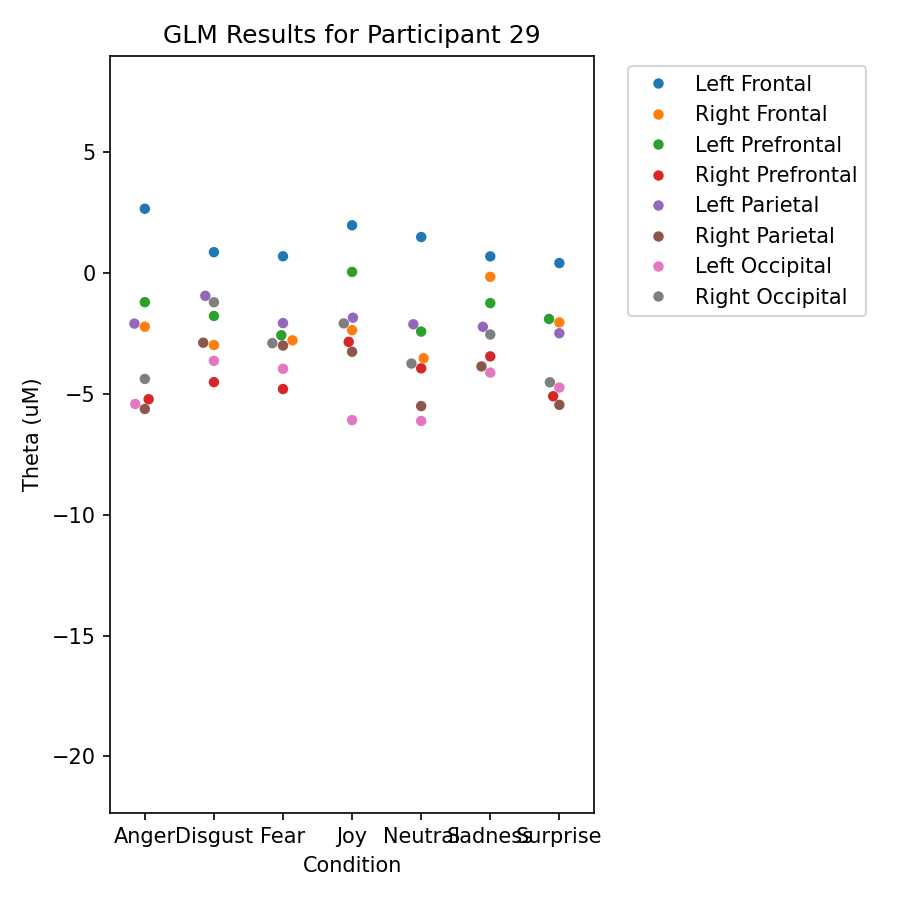 GLM Results for Participant 29
Left Frontal
Right Frontal
Left Prefrontal
Right Prefrontal
Left Parietal
Right Parietal
Left Occipital
Right Occipital
5
0
−5
−10
−15
−20
Theta (uM)
Anger Disgust Fear Joy Neutral Sadness Surprise
Condition